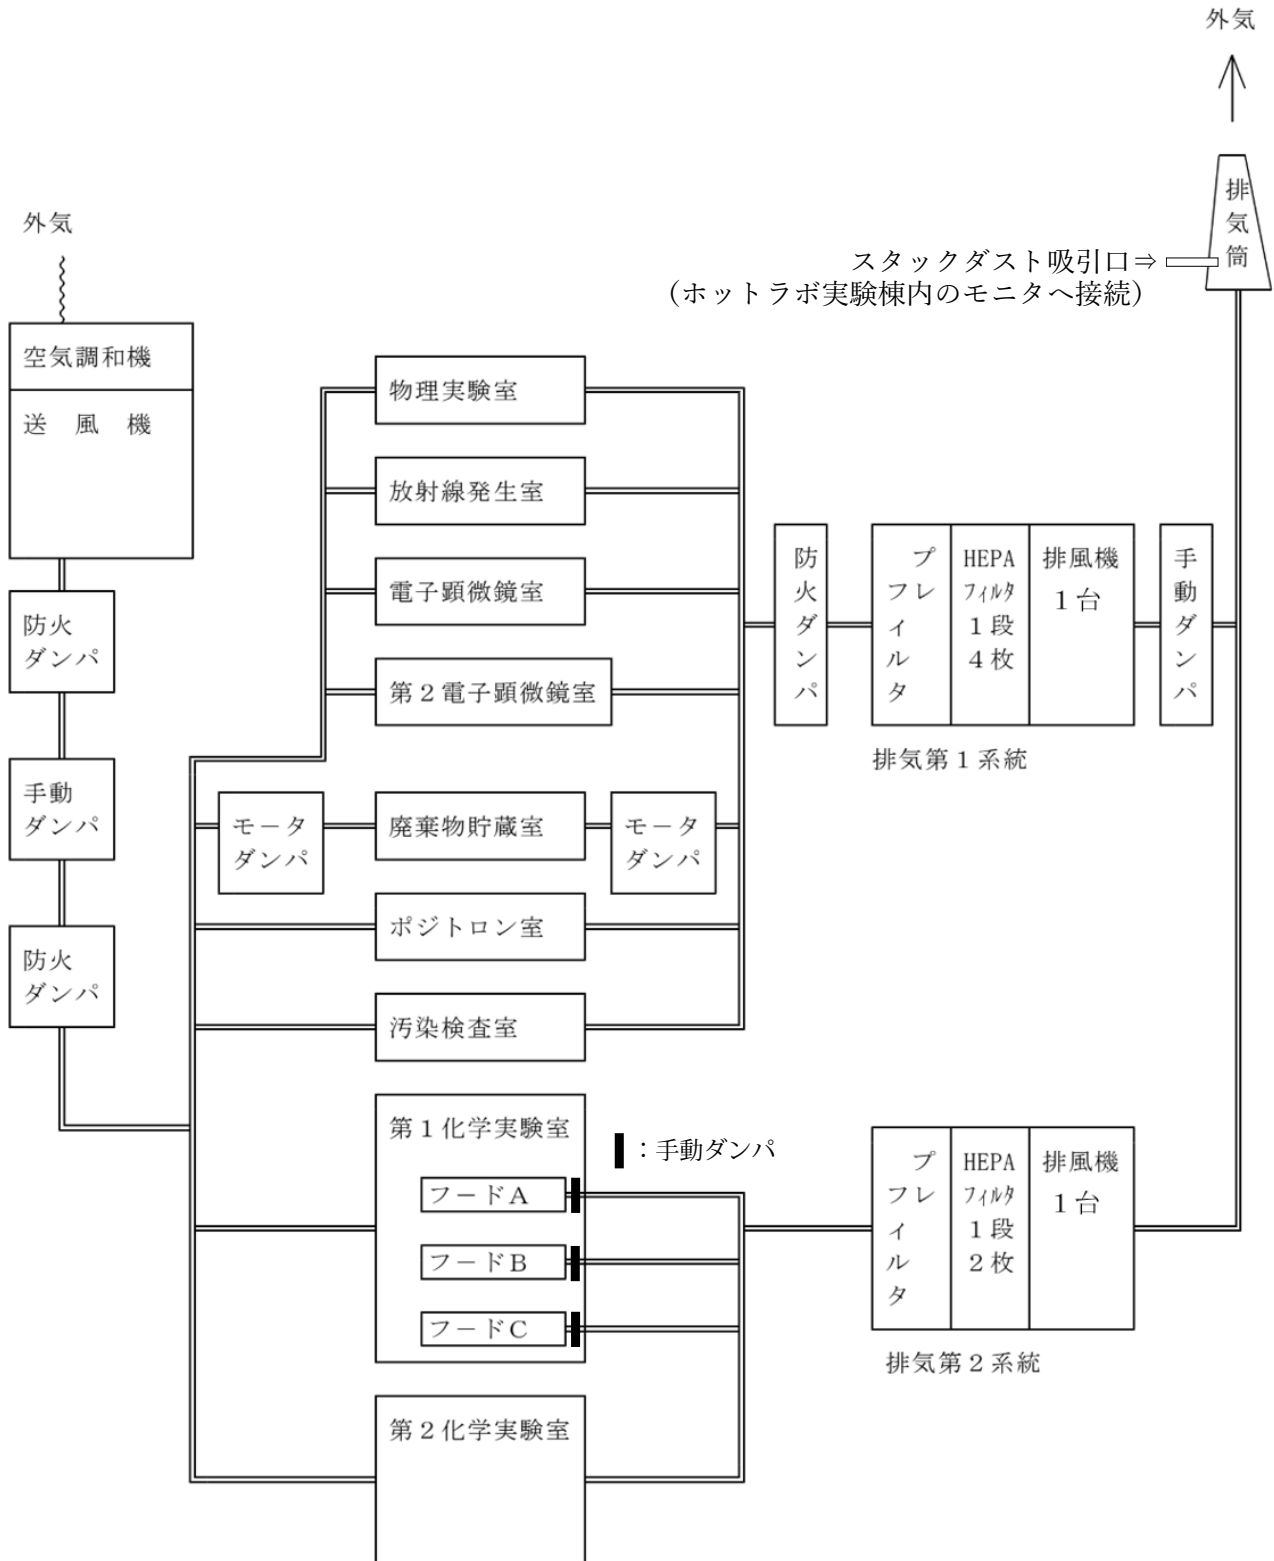 外気
排
気
筒
外気
スタックダスト吸引口⇒
(ホットラボ実験棟内のモニタへ接続)
空気調和機
送　風　機
防火
ダンパ
手動
ダンパ
防火
ダンパ
物理実験室
放射線発生室
電子顕微鏡室
第２電子顕微鏡室
モータ
ダンパ
廃棄物貯蔵室
モータ
ダンパ
ポジトロン室
汚染検査室
防
火
ダ
ン
パ
プ
フレ
ィ
ル
タ
HEPA
フィルタ
１段
４枚
排風機
１台
手
動
ダ
ン
パ
排気第１系統
第１化学実験室
フードA
フードB
フードC
：手動ダンパ
プ
フレ
ィ
ル
タ
HEPA
フィルタ
１段
２枚
排風機
１台
排気第２系統
第２化学実験室